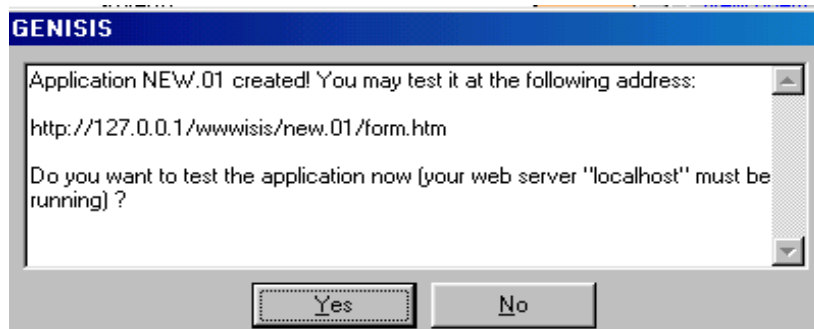 GENISIS
Application NEW.01 created! You may test it at the following address:
http://127.0.0.1/wwwisis/new.01/form.htm
Do you want to test the application now (your web server "localhost" must be
running) ?
Yes
No